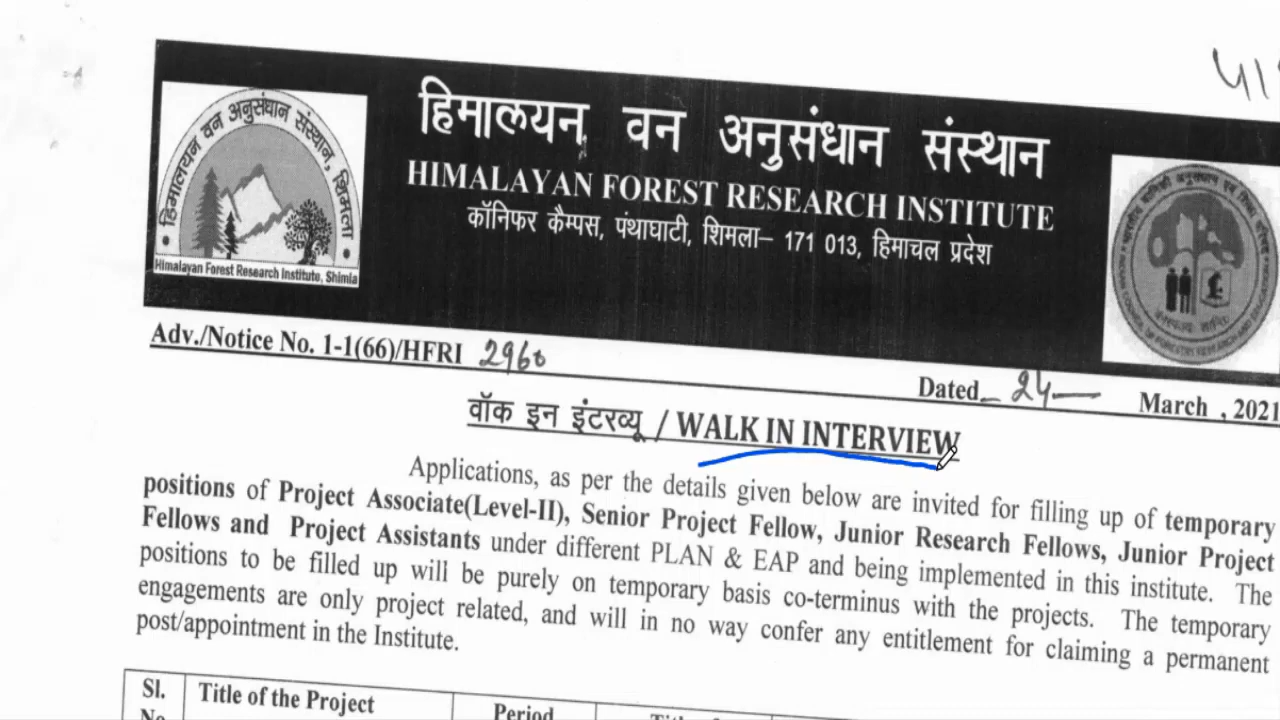 हिमालयन वन अनुसंधान संस्थान
HIMALAYAN FOREST RESEARCH INSTITUTE
कॉनिफर कैम्पस, पंथाघाटी, शिमला– 171 013, हिमाचल प्रदेश
हिमालयन वन अनुसंधान संस्थान, शिमला
Himalayan Forest Research Institute, Shimla
Adv./Notice No. 1-1(66)/HFRI 2960
Dated 24 March , 2021
वॉक इन इंटरव्यू / WALK IN INTERVIEW
Applications, as per the details given below are invited for filling up of temporary
positions of Project Associate(Level-II), Senior Project Fellow, Junior Research Fellows, Junior Project
Fellows and Project Assistants under different PLAN & EAP and being implemented in this institute. The
positions to be filled up will be purely on temporary basis co-terminus with the projects. The temporary
engagements are only project related, and will in no way confer any entitlement for claiming a permanent
post/appointment in the Institute.
Sl. Title of the Project Period
No